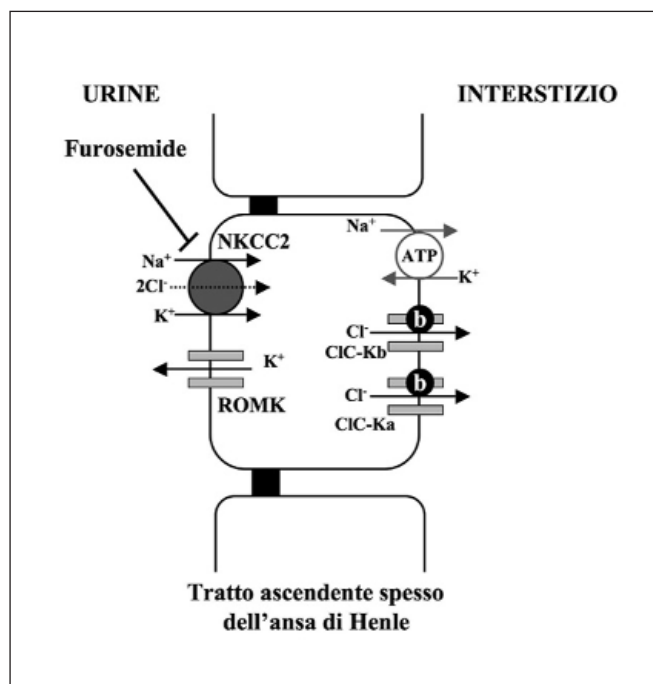 URINE
INTERSTIZIO
Furosemide
NKCC2
Na⁺
2Cl⁻
K⁺
K⁺
ROMK
Na⁺
ATP
K⁺
b
Cl⁻
ClC-Kb
b
Cl⁻
ClC-Ka
Tratto ascendente spesso
dell'ansa di Henle